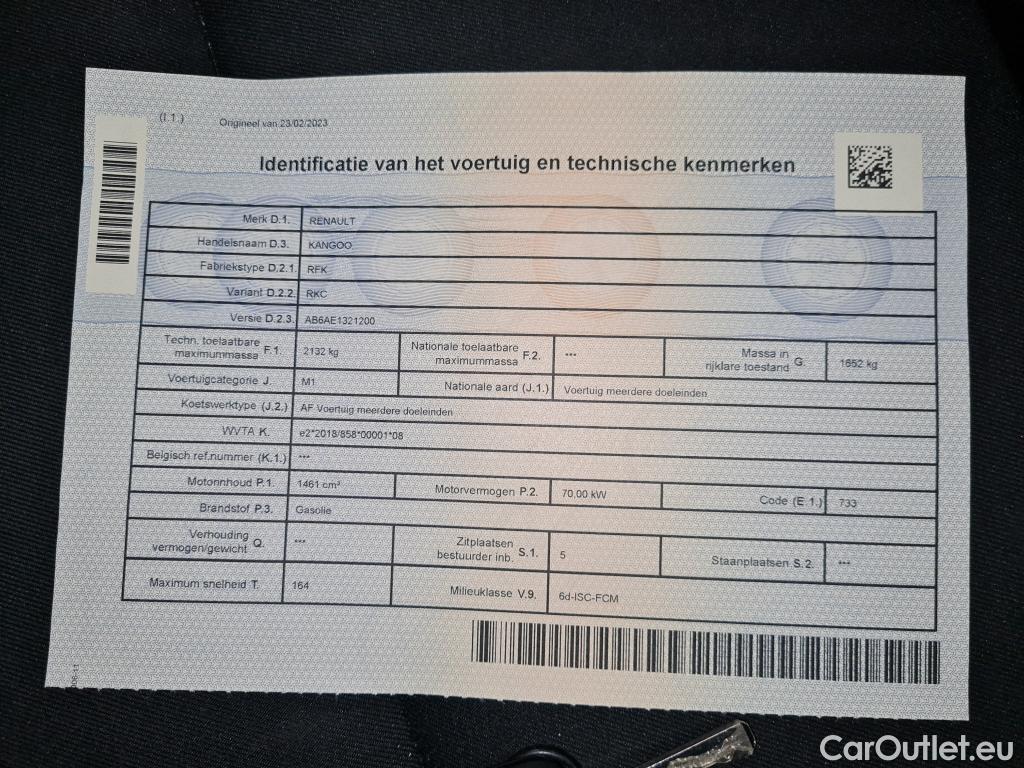 (I.1.) Origineel van 23/02/2023
Identificatie van het voertuig en technische kenmerken
Merk D.1. RENAULT
Handelsnaam D.3. KANGOO
Fabriekstype D.2.1. RFK
Variant D.2.2. RKC
Versie D.2.3. AB6AE1321200
Techn. toelaatbare maximummassa F.1. 2132 kg Nationale toelaatbare maximummassa F.2. *** Massa in rijklare toestand G. 1652 kg
Voertuigcategorie J. M1 Nationale aard (J.1.) Voertuig meerdere doeleinden
Koetswerktype (J.2.) AF Voertuig meerdere doeleinden
WVTA K. e2*2018/858*00001*08
Belgisch ref.nummer (K.1.) ***
Motorinhoud P.1. 1461 cm³ Motorvermogen P.2. 70,00 kW Code (E.1.) 733
Brandstof P.3. Gasolie
Verhouding vermogen/gewicht Q. *** Zitplaatsen bestuurder inb. S.1. 5 Staanplaatsen S.2. ***
Maximum snelheid T. 164 Milieuklasse V.9. 6d-ISC-FCM
CarOutlet.eu